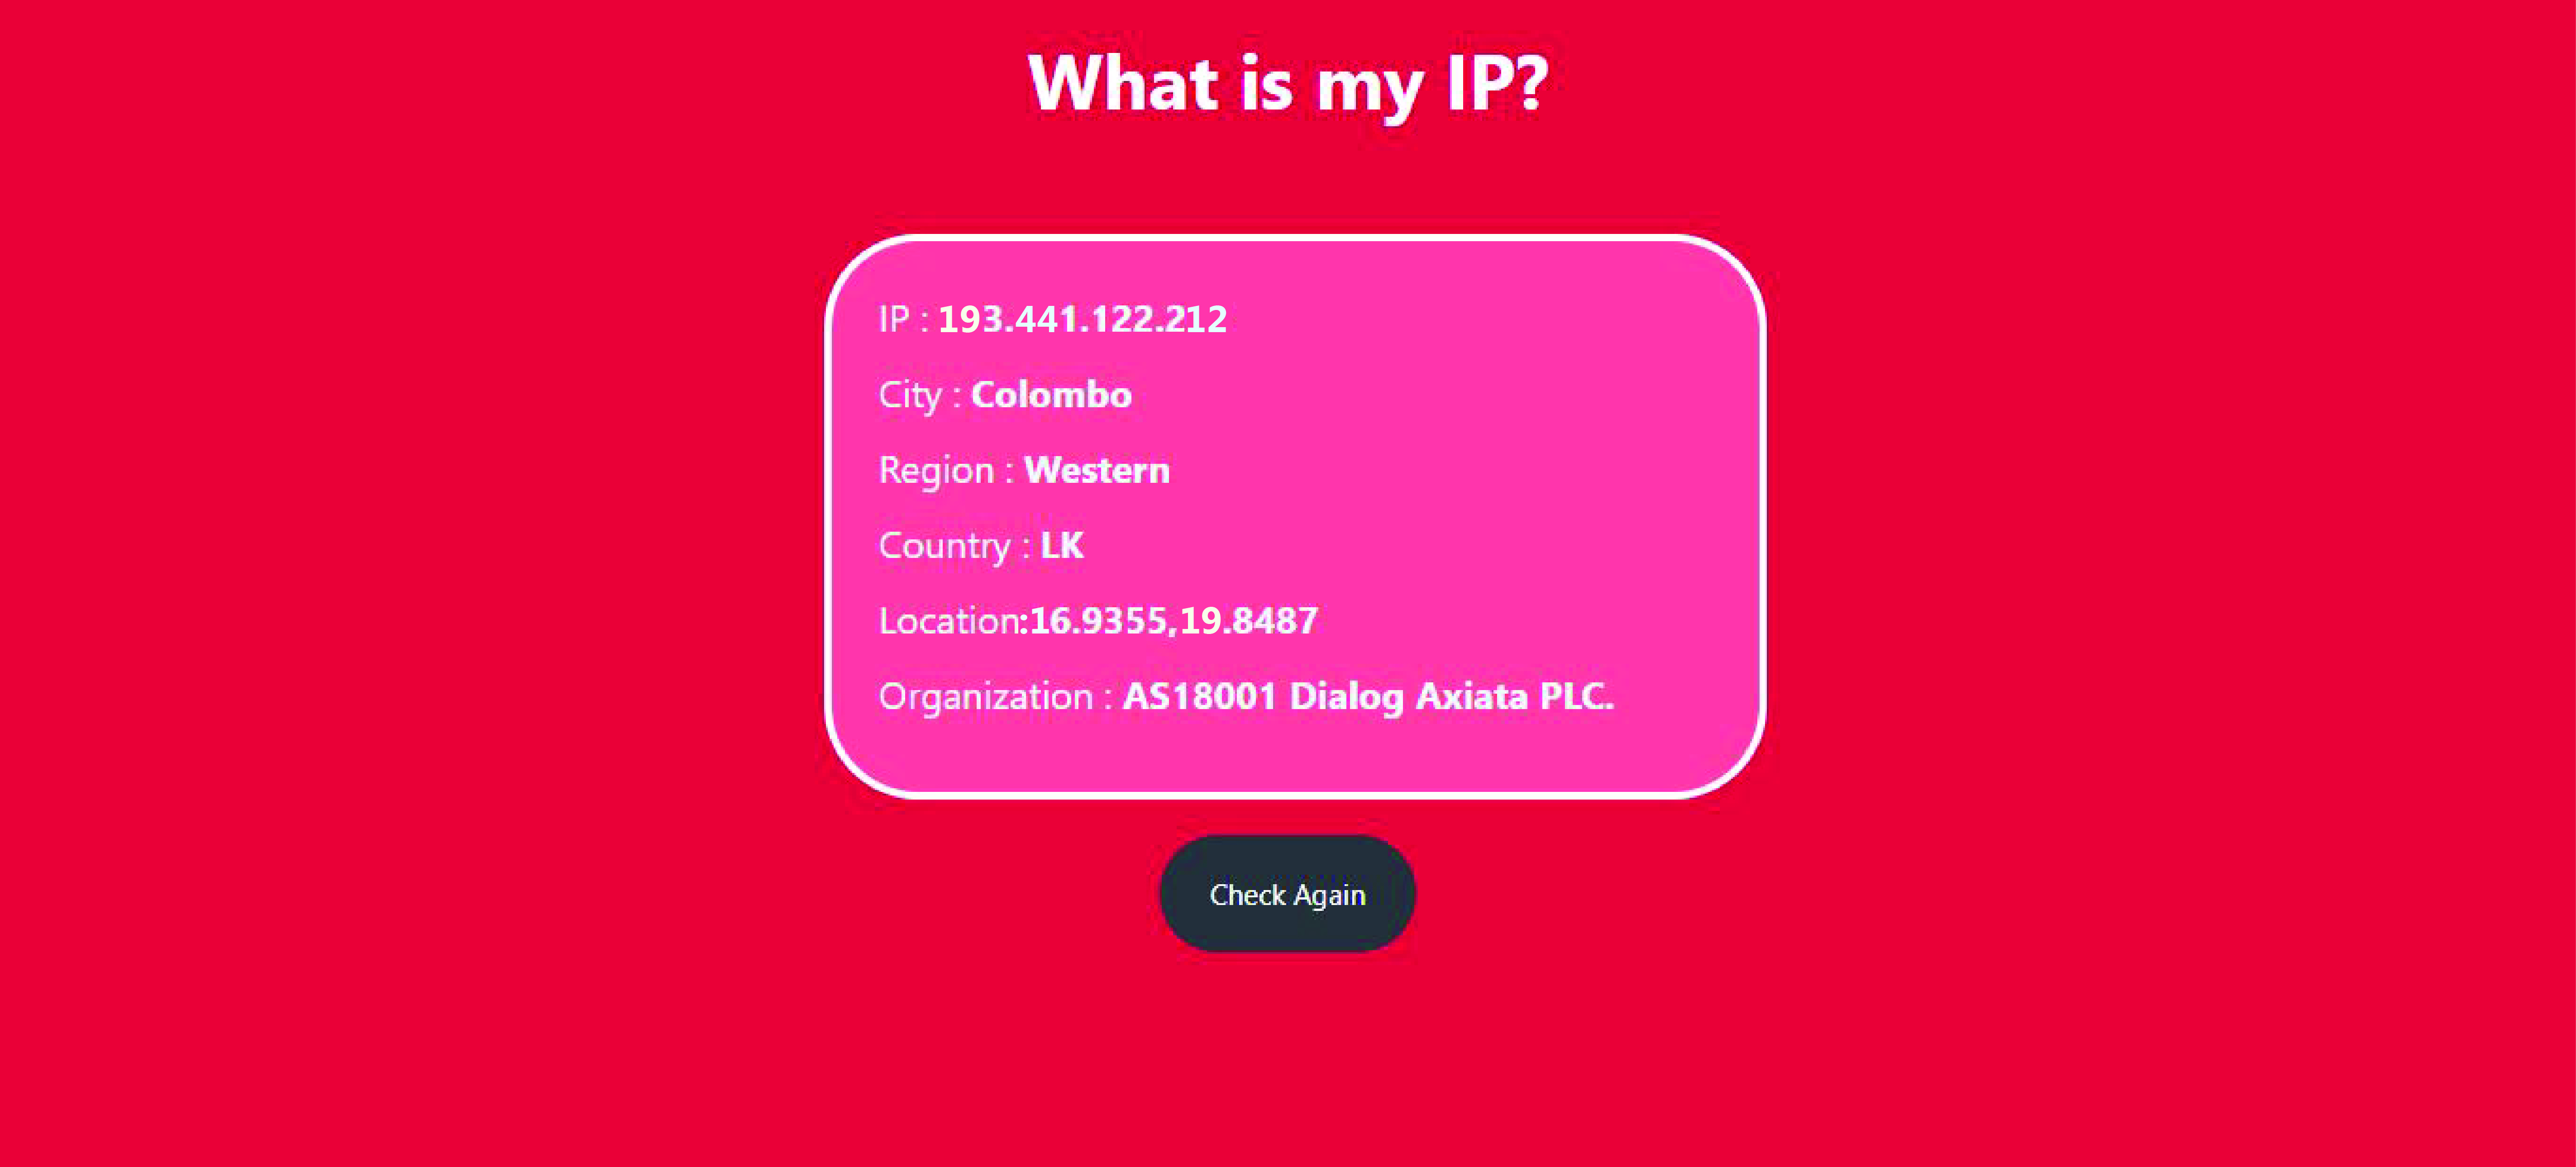 What is my IP?
IP : 193.441.122.212
City : Colombo
Region : Western
Country : LK
Location:16.9355,19.8487
Organization : AS18001 Dialog Axiata PLC.
Check Again